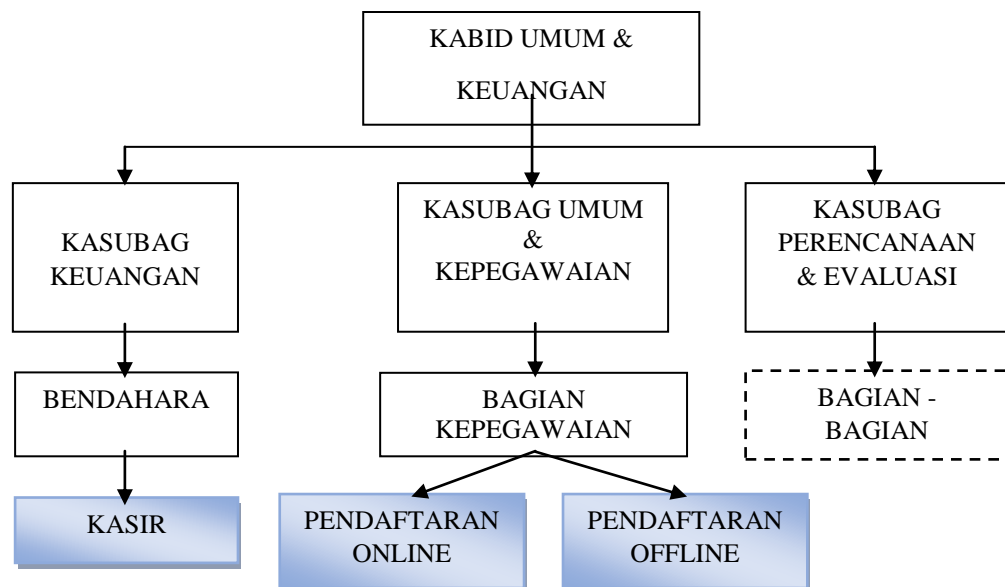 KABID UMUM &
KEUANGAN
KASUBAG
KEUANGAN
KASUBAG UMUM
&
KEPEGAWAIAN
KASUBAG
PERENCANAAN
& EVALUASI
BENDAHARA
BAGIAN
KEPEGAWAIAN
BAGIAN -
BAGIAN
KASIR
PENDAFTARAN
ONLINE
PENDAFTARAN
OFFLINE